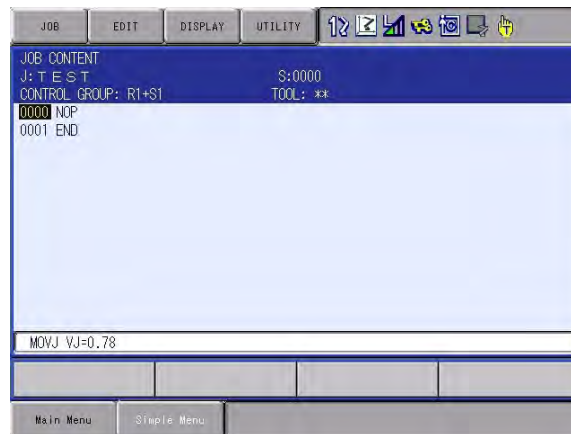 JOB EDIT DISPLAY UTILITY
JOB CONTENT
J:TEST S:0000
CONTROL GROUP: R1+S1 TOOL: **
0000 NOP
0001 END
MOVJ VJ=0.78
Main Menu Simple Menu